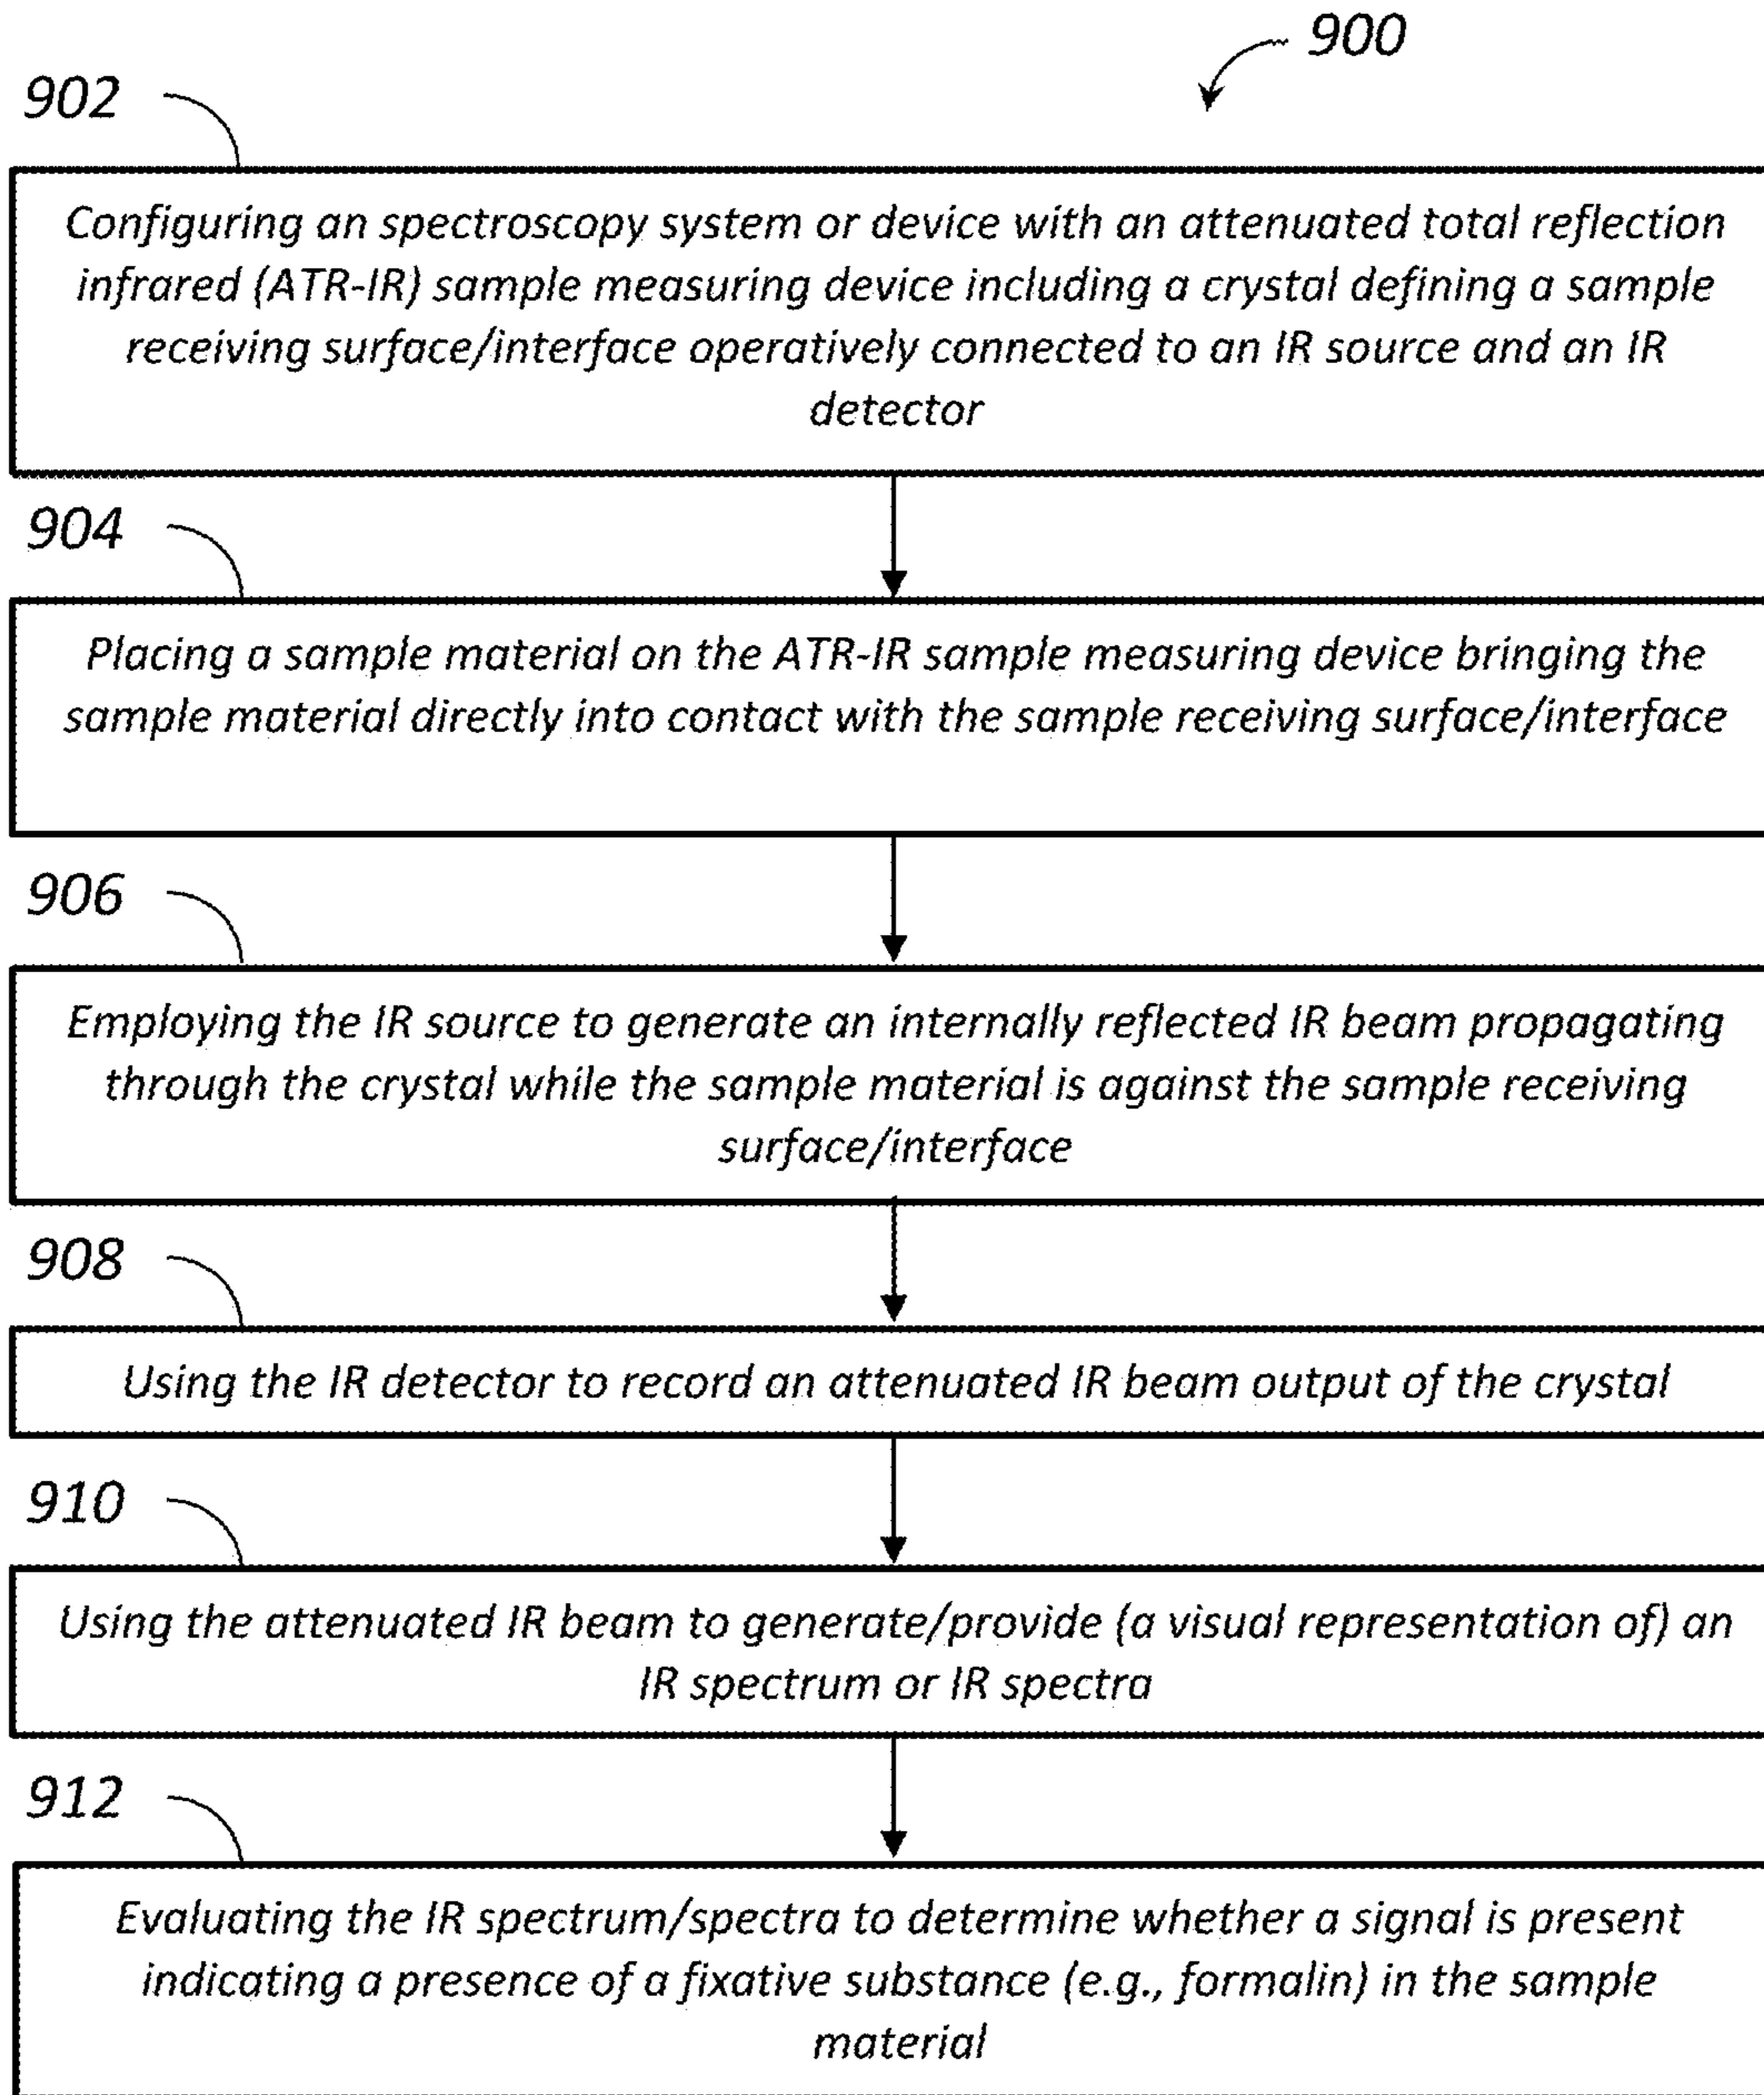 900
902
Configuring an spectroscopy system or device with an attenuated total reflection
infrared (ATR-IR) sample measuring device including a crystal defining a sample
receiving surface/interface operatively connected to an IR source and an IR
detector
904
Placing a sample material on the ATR-IR sample measuring device bringing the
sample material directly into contact with the sample receiving surface/interface
906
Employing the IR source to generate an internally reflected IR beam propagating
through the crystal while the sample material is against the sample receiving
surface/interface
908
Using the IR detector to record an attenuated IR beam output of the crystal
910
Using the attenuated IR beam to generate/provide (a visual representation of) an
IR spectrum or IR spectra
912
Evaluating the IR spectrum/spectra to determine whether a signal is present
indicating a presence of a fixative substance (e.g., formalin) in the sample
material